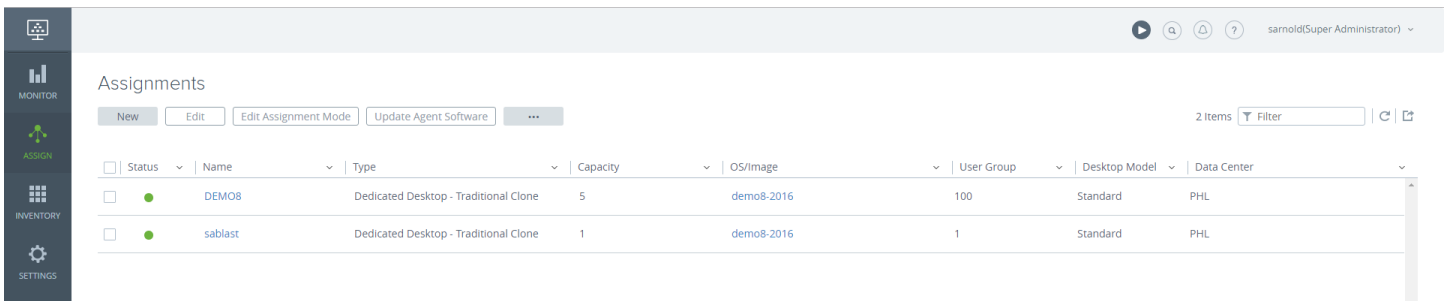 sarnold(Super Administrator)
MONITOR
ASSIGN
INVENTORY
SETTINGS
Assignments
New Edit Edit Assignment Mode Update Agent Software ... 2 Items Filter
Status Name Type Capacity OS/Image User Group Desktop Model Data Center
DEMO8 Dedicated Desktop - Traditional Clone 5 demo8-2016 100 Standard PHL
sablast Dedicated Desktop - Traditional Clone 1 demo8-2016 1 Standard PHL